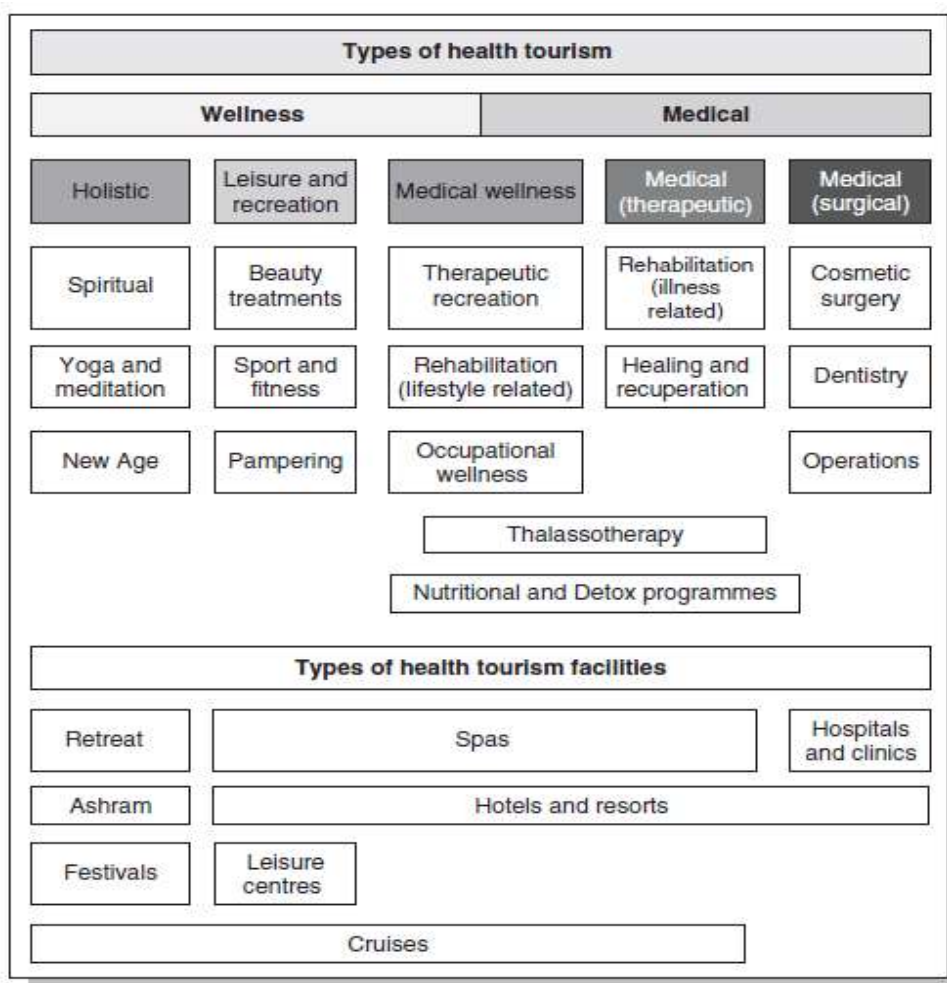 Types of health tourism
Wellness
Medical
Holistic
Leisure and
recreation
Medical wellness
Medical
(therapeutic)
Medical
(surgical)
Spiritual
Beauty
treatments
Therapeutic
recreation
Rehabilitation
(illness
related)
Cosmetic
surgery
Yoga and
meditation
Sport and
fitness
Rehabilitation
(lifestyle related)
Healing and
recuperation
Dentistry
New Age
Pampering
Occupational
wellness
Operations
Thalassotherapy
Nutritional and Detox programmes
Types of health tourism facilities
Retreat
Spas
Hospitals
and clinics
Ashram
Hotels and resorts
Festivals
Leisure
centres
Cruises